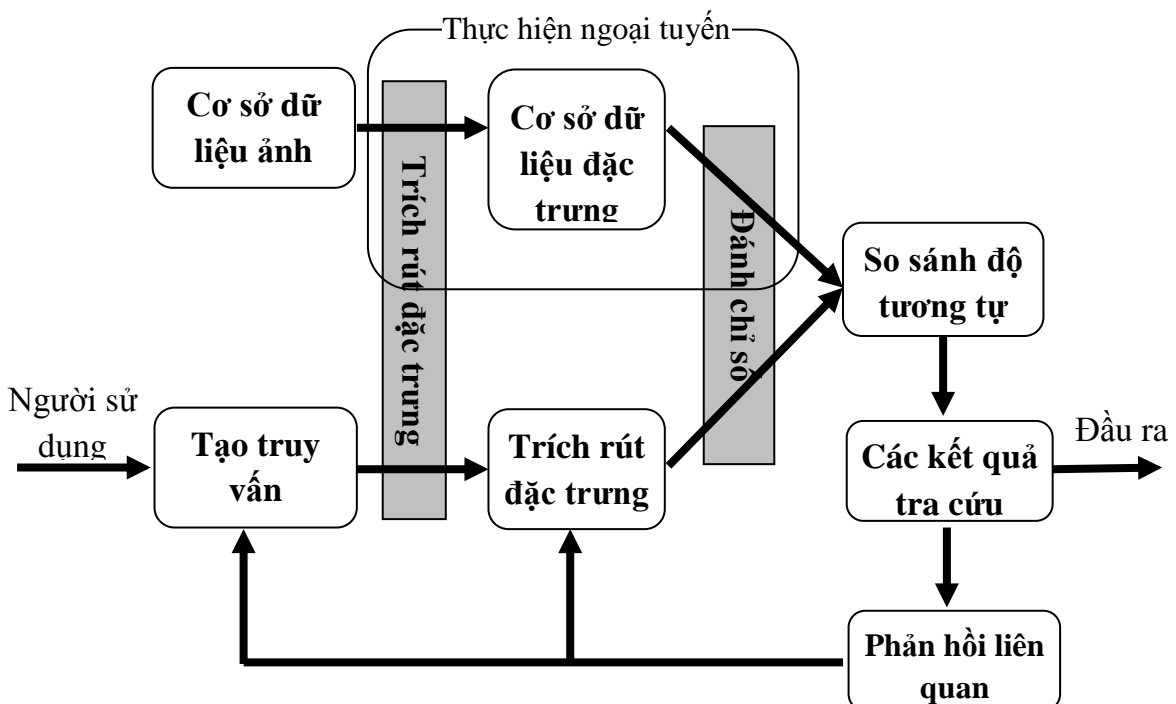 Thực hiện ngoại tuyến
Cơ sở dữ
liệu ảnh
Trích rút đặc trưng
Cơ sở dữ
liệu đặc
trưng
Đánh chỉ số
So sánh độ
tương tự
Người sử
dụng
Tạo truy
vấn
Trích rút
đặc trưng
Các kết quả
tra cứu
Đầu ra
Phản hồi liên
quan